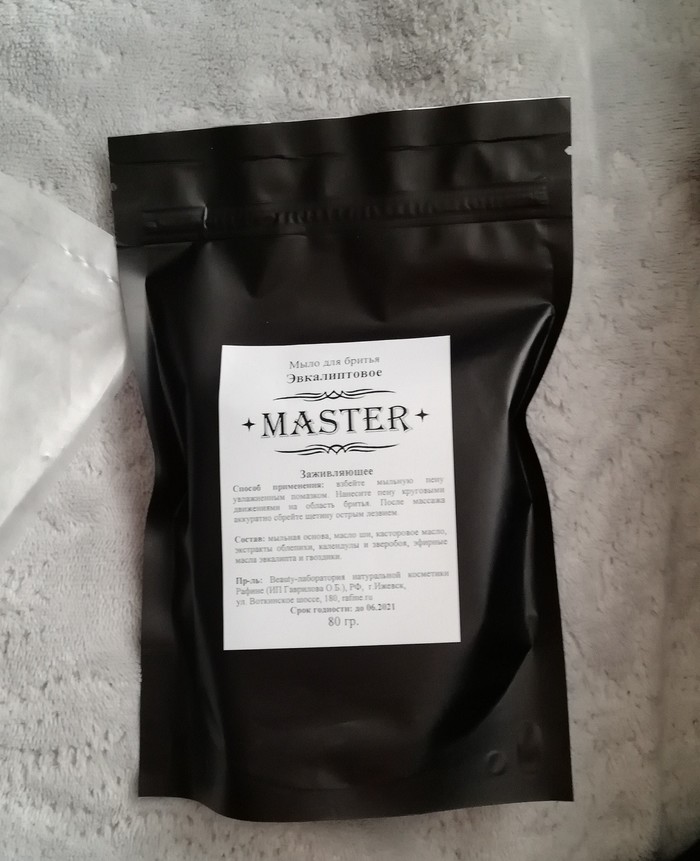 Мыло для бритья
Эвкалиптовое
MASTER
Заживляющее
Способ применения: взбейте мыльную пену
увлажненным помазком. Нанесите пену круговыми
движениями на область бритья. После массажа
аккуратно сбрейте щетину острым лезвием.
Состав: мыльная основа, масло ши, касторовое масло,
экстракты облепихи, календулы и зверобоя, эфирные
масла эвкалипта и гвоздики.
Пр-ль: Beauty-лаборатория натуральной косметики
Рафине (ИП Гаврилова О.Б.), РФ, г.Ижевск,
ул. Воткинское шоссе, 180, rafine.ru
Срок годности: до 06.2021
80 гр.